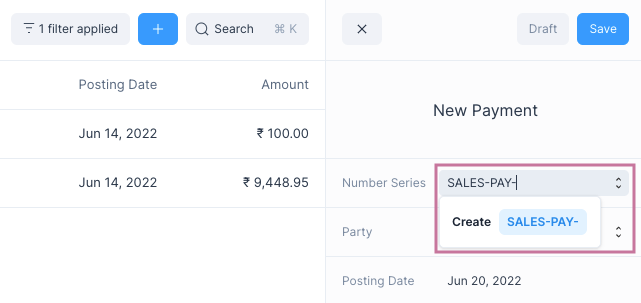 1 filter applied
Search ⌘ K
Draft
Save
Posting Date Amount
New Payment
Jun 14, 2022 ₹ 100.00
Jun 14, 2022 ₹ 9,448.95
Number Series SALES-PAY-
Create SALES-PAY-
Party
Posting Date Jun 20, 2022